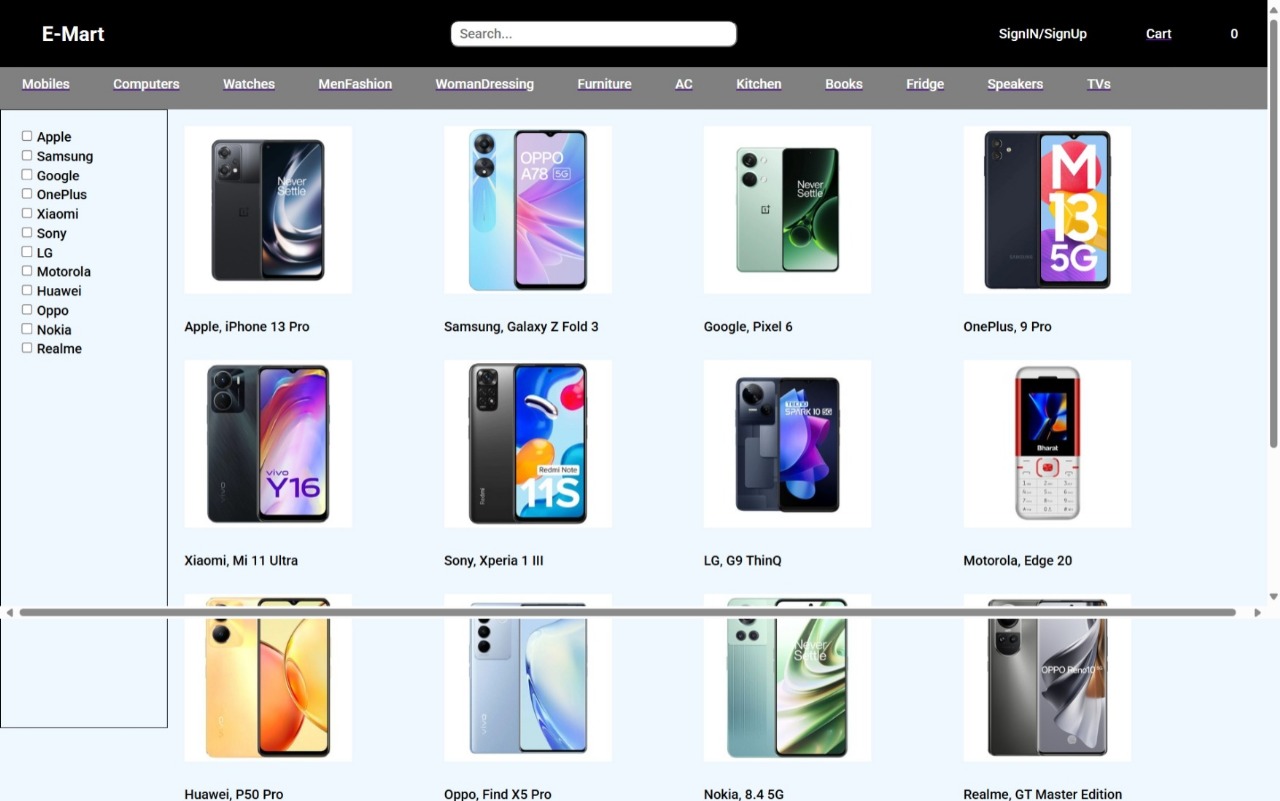 E-Mart
Search...
SignIN/SignUp
Cart
0
Mobiles
Computers
Watches
MenFashion
WomanDressing
Furniture
AC
Kitchen
Books
Fridge
Speakers
TVs
Apple
Samsung
Google
OnePlus
Xiaomi
Sony
LG
Motorola
Huawei
Oppo
Nokia
Realme
Never
Settle
OPPO
A78 5G
Never
Settle
SAMSUNG
M
13
5G
Apple, iPhone 13 Pro
Samsung, Galaxy Z Fold 3
Google, Pixel 6
OnePlus, 9 Pro
vivo
vivo
Y16
Redmi
Redmi Note
11S
SPARK 10 5G
Bharat
Xiaomi, Mi 11 Ultra
Sony, Xperia 1 III
LG, G9 ThinQ
Motorola, Edge 20
vivo
vivo
Never
Settle
OPPO Reno10
Huawei, P50 Pro
Oppo, Find X5 Pro
Nokia, 8.4 5G
Realme, GT Master Edition